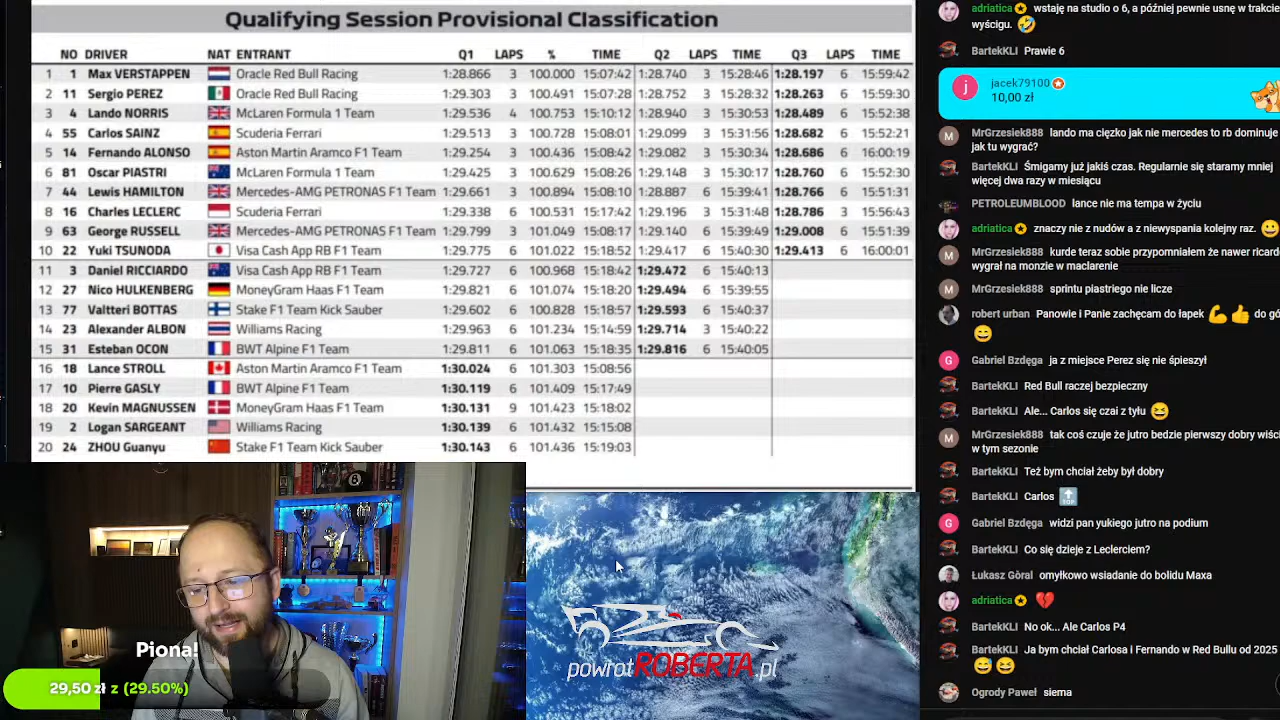 Qualifying Session Provisional Classification
NO DRIVER NAT ENTRANT Q1 LAPS % TIME Q2 LAPS TIME Q3 LAPS TIME
1 1 Max VERSTAPPEN Oracle Red Bull Racing 1:28.866 3 100.000 15:07:42 1:28.740 3 15:28:46 1:28.197 6 15:59:42
2 11 Sergio PEREZ Oracle Red Bull Racing 1:29.303 3 100.491 15:07:28 1:28.752 3 15:28:32 1:28.263 6 15:59:30
3 4 Lando NORRIS McLaren Formula 1 Team 1:29.536 4 100.753 15:10:12 1:28.940 3 15:30:53 1:28.489 6 15:52:38
4 55 Carlos SAINZ Scuderia Ferrari 1:29.513 3 100.728 15:08:01 1:29.099 3 15:31:56 1:28.682 6 15:52:21
5 14 Fernando ALONSO Aston Martin Aramco F1 Team 1:29.254 3 100.436 15:08:42 1:29.082 3 15:30:34 1:28.686 6 16:00:19
6 81 Oscar PIASTRI McLaren Formula 1 Team 1:29.425 3 100.629 15:08:26 1:29.148 3 15:30:17 1:28.760 6 15:52:30
7 44 Lewis HAMILTON Mercedes-AMG PETRONAS F1 Team 1:29.661 3 100.894 15:08:10 1:28.887 6 15:39:41 1:28.766 6 15:51:31
8 16 Charles LECLERC Scuderia Ferrari 1:29.338 6 100.531 15:17:42 1:29.196 3 15:31:48 1:28.786 3 15:56:43
9 63 George RUSSELL Mercedes-AMG PETRONAS F1 Team 1:29.799 3 101.049 15:08:17 1:29.140 6 15:39:49 1:29.008 6 15:51:39
10 22 Yuki TSUNODA Visa Cash App RB F1 Team 1:29.775 6 101.022 15:18:52 1:29.417 6 15:40:30 1:29.413 6 16:00:01
11 3 Daniel RICCIARDO Visa Cash App RB F1 Team 1:29.727 6 100.968 15:18:42 1:29.472 6 15:40:13
12 27 Nico HULKENBERG MoneyGram Haas F1 Team 1:29.821 6 101.074 15:18:20 1:29.494 6 15:39:55
13 77 Valtteri BOTTAS Stake F1 Team Kick Sauber 1:29.602 6 100.828 15:18:57 1:29.593 6 15:40:37
14 23 Alexander ALBON Williams Racing 1:29.963 6 101.234 15:14:59 1:29.714 3 15:40:22
15 31 Esteban OCON BWT Alpine F1 Team 1:29.811 6 101.063 15:18:35 1:29.816 6 15:40:05
16 18 Lance STROLL Aston Martin Aramco F1 Team 1:30.024 6 101.303 15:08:56
17 10 Pierre GASLY BWT Alpine F1 Team 1:30.119 6 101.409 15:17:49
18 20 Kevin MAGNUSSEN MoneyGram Haas F1 Team 1:30.131 9 101.423 15:18:02
19 2 Logan SARGEANT Williams Racing 1:30.139 6 101.432 15:15:08
20 24 ZHOU Guanyu Stake F1 Team Kick Sauber 1:30.143 6 101.436 15:19:03
Piona!
29,50 zł z (29.50%)
powrotROBERTA.pl
adriatica wstaję na studio o 6, a później pewnie usnę w trakcie
wyścigu. 🤣
BartekKLI Prawie 6
jacek79100
10,00 zł
MrGrzesiek888 lando ma ciężko jak nie mercedes to rb dominuje
jak tu wygrać?
BartekKLI Śmigamy już jakiś czas. Regularnie się staramy mniej
więcej dwa razy w miesiącu
PETROLEUMBLOOD lance nie ma tempa w życiu
adriatica znaczy nie z nudów a z niewyspania kolejny raz. 😀
MrGrzesiek888 kurde teraz sobie przypomniałem że nawer ricardo
wygrał na monzie w maclarenie
MrGrzesiek888 sprintu piastriego nie licze
robert urban Panowie i Panie zachęcam do łapek 💪👍 do gó
😄
Gabriel Bzdęga ja z miejsce Perez się nie śpieszył
BartekKLI Red Bull raczej bezpieczny
BartekKLI Ale... Carlos się czai z tyłu 😆
MrGrzesiek888 tak coś czuje że jutro bedzie pierwszy dobry wiści
w tym sezonie
BartekKLI Też bym chciał żeby był dobry
BartekKLI Carlos 🔝
Gabriel Bzdęga widzi pan yukiego jutro na podium
BartekKLI Co się dzieje z Leclerciem?
Łukasz Góral omyłkowo wsiadanie do bolidu Maxa
adriatica 💔
BartekKLI No ok... Ale Carlos P4
BartekKLI Ja bym chciał Carlosa i Fernando w Red Bullu od 2025
😅😆
Ogrody Paweł siema